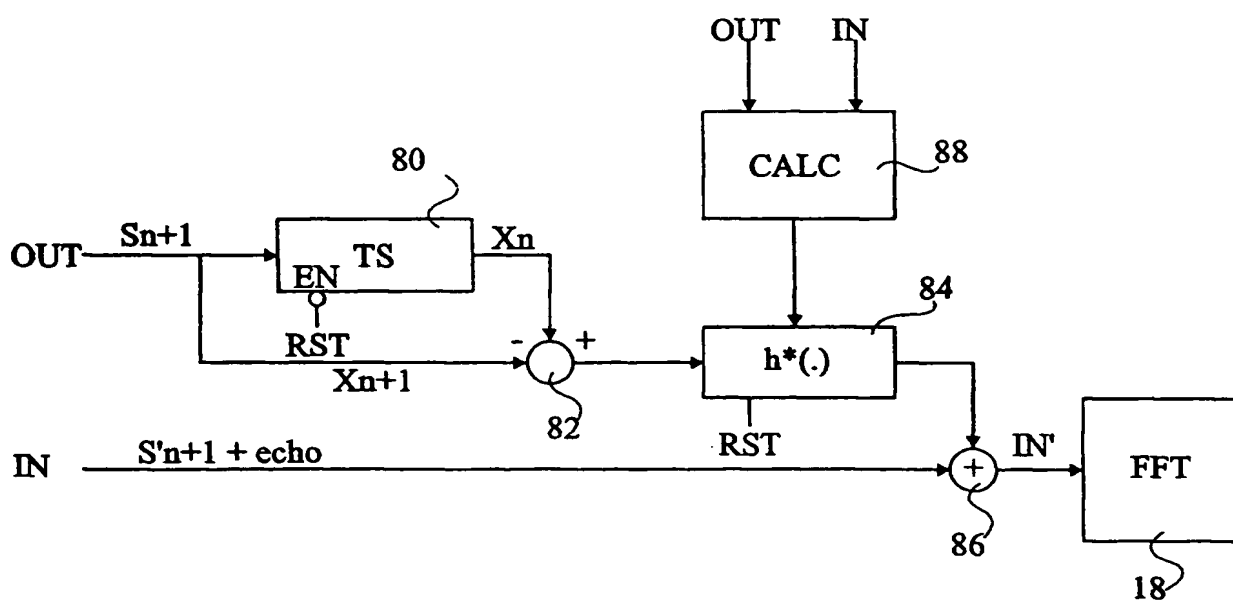 OUT IN
CALC
88
80
OUT
Sn+1
TS
EN
Xn
RST
-
+
Xn+1
82
84
h*(.)
RST
IN
S'n+1 + echo
+
86
IN'
FFT
18